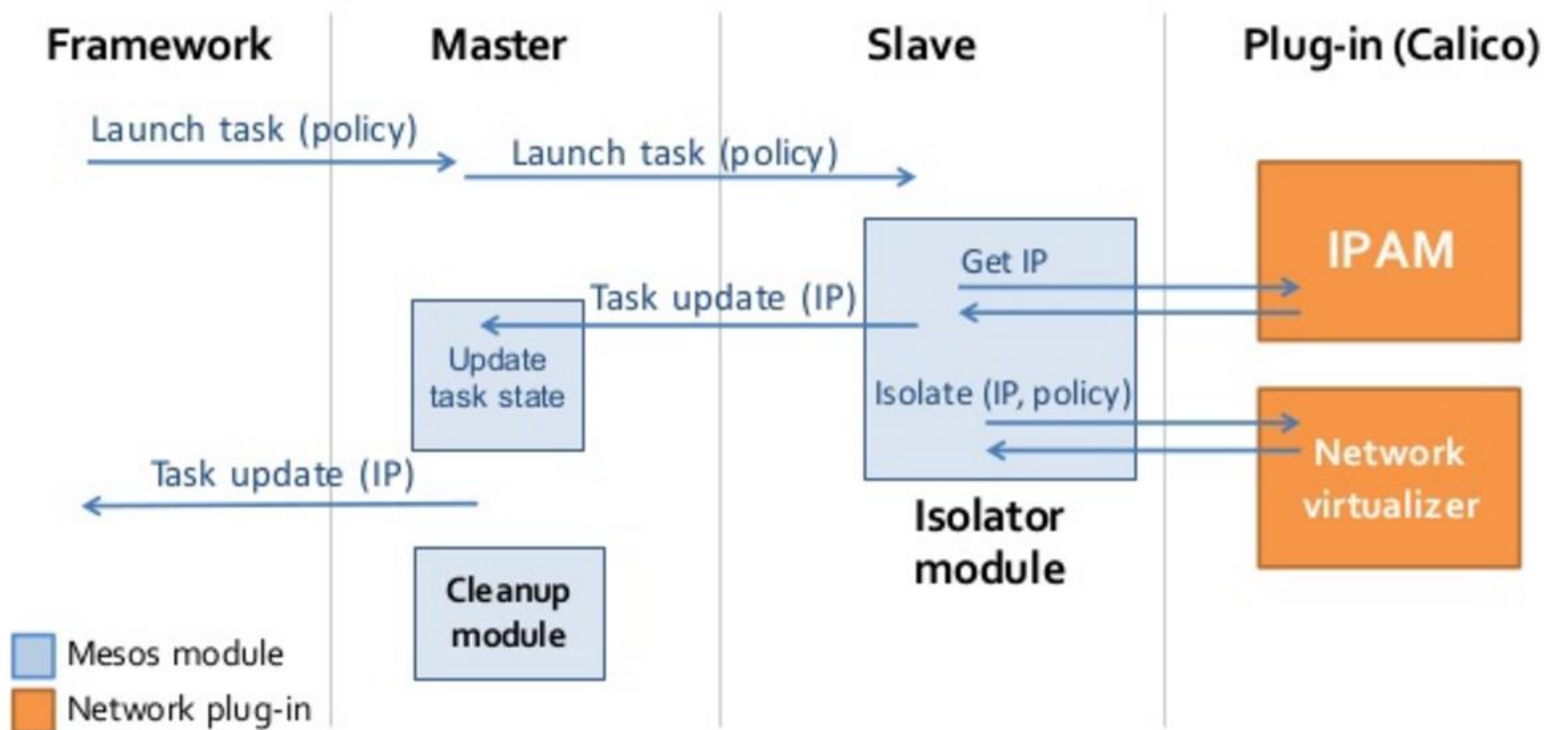 Framework
Master
Slave
Plug-in (Calico)
Launch task (policy)
Launch task (policy)
IPAM
Get IP
Task update (IP)
Update
task state
Isolate (IP, policy)
Network
virtualizer
Task update (IP)
Isolator
module
Cleanup
module
Mesos module
Network plug-in